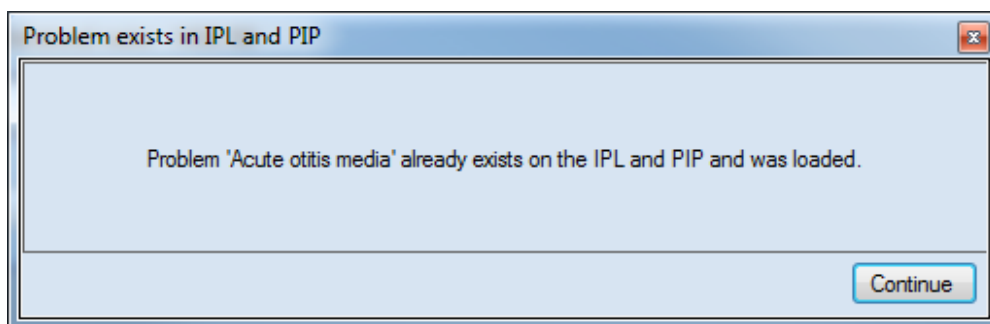 Problem exists in IPL and PIP
Problem 'Acute otitis media' already exists on the IPL and PIP and was loaded.
Continue